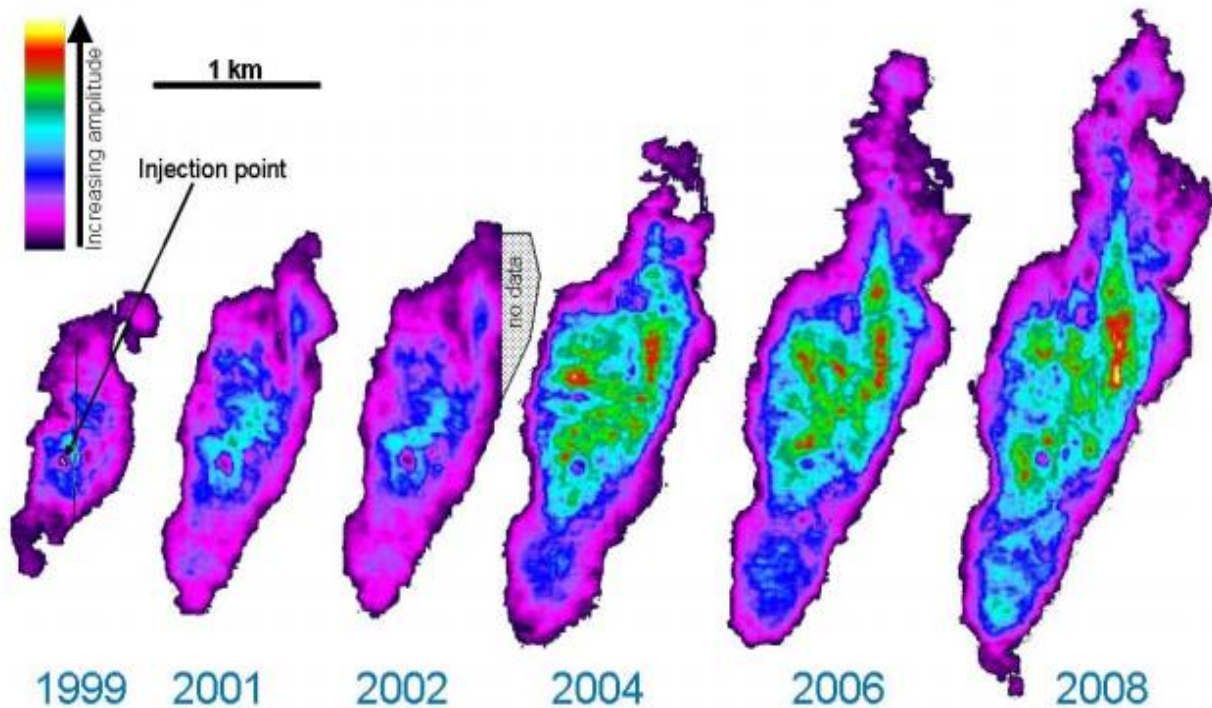 Increasing amplitude
1 km
Injection point
no data
1999 2001 2002 2004 2006 2008